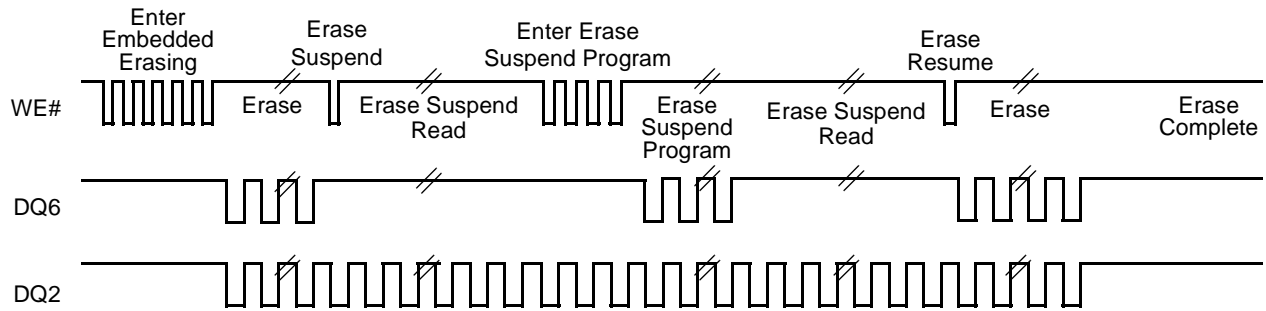 Enter
Embedded
Erasing
Erase
Suspend
Enter Erase
Suspend Program
Erase
Resume
WE#
Erase
Erase Suspend
Read
Erase
Suspend
Program
Erase Suspend
Read
Erase
Erase
Complete
DQ6
DQ2